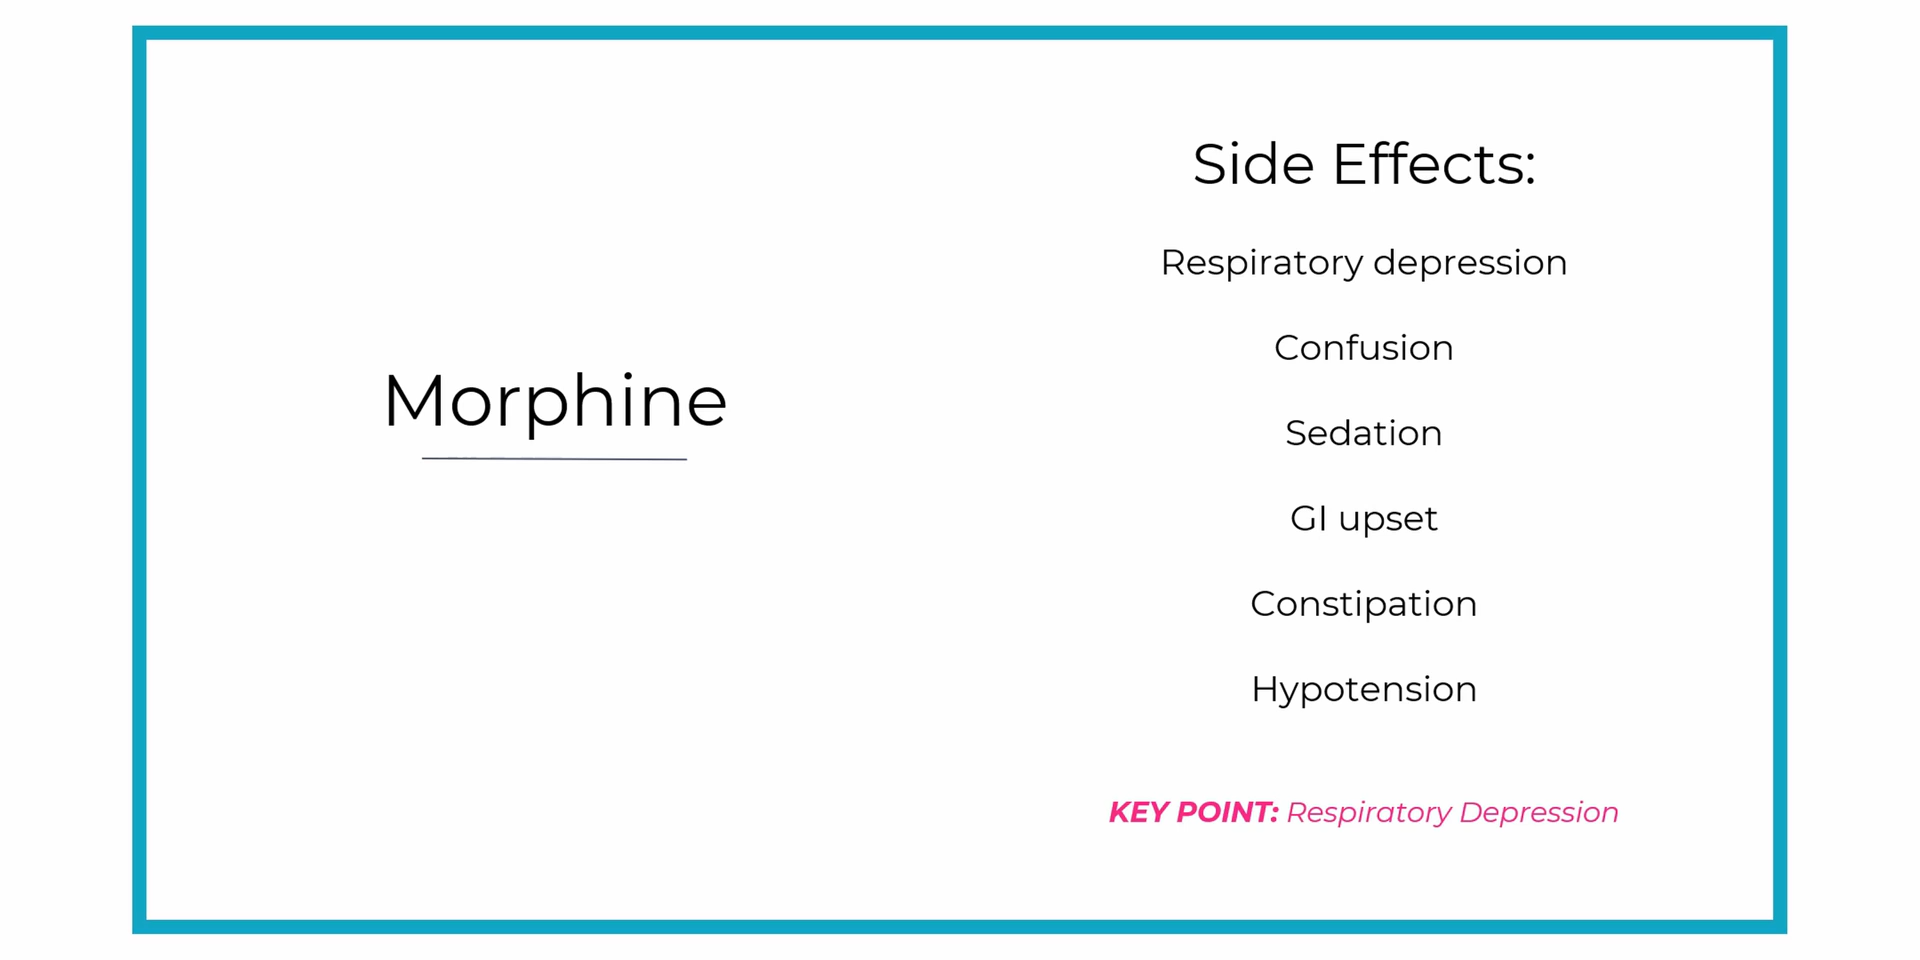 Morphine
Side Effects:
Respiratory depression
Confusion
Sedation
GI upset
Constipation
Hypotension
KEY POINT: Respiratory Depression